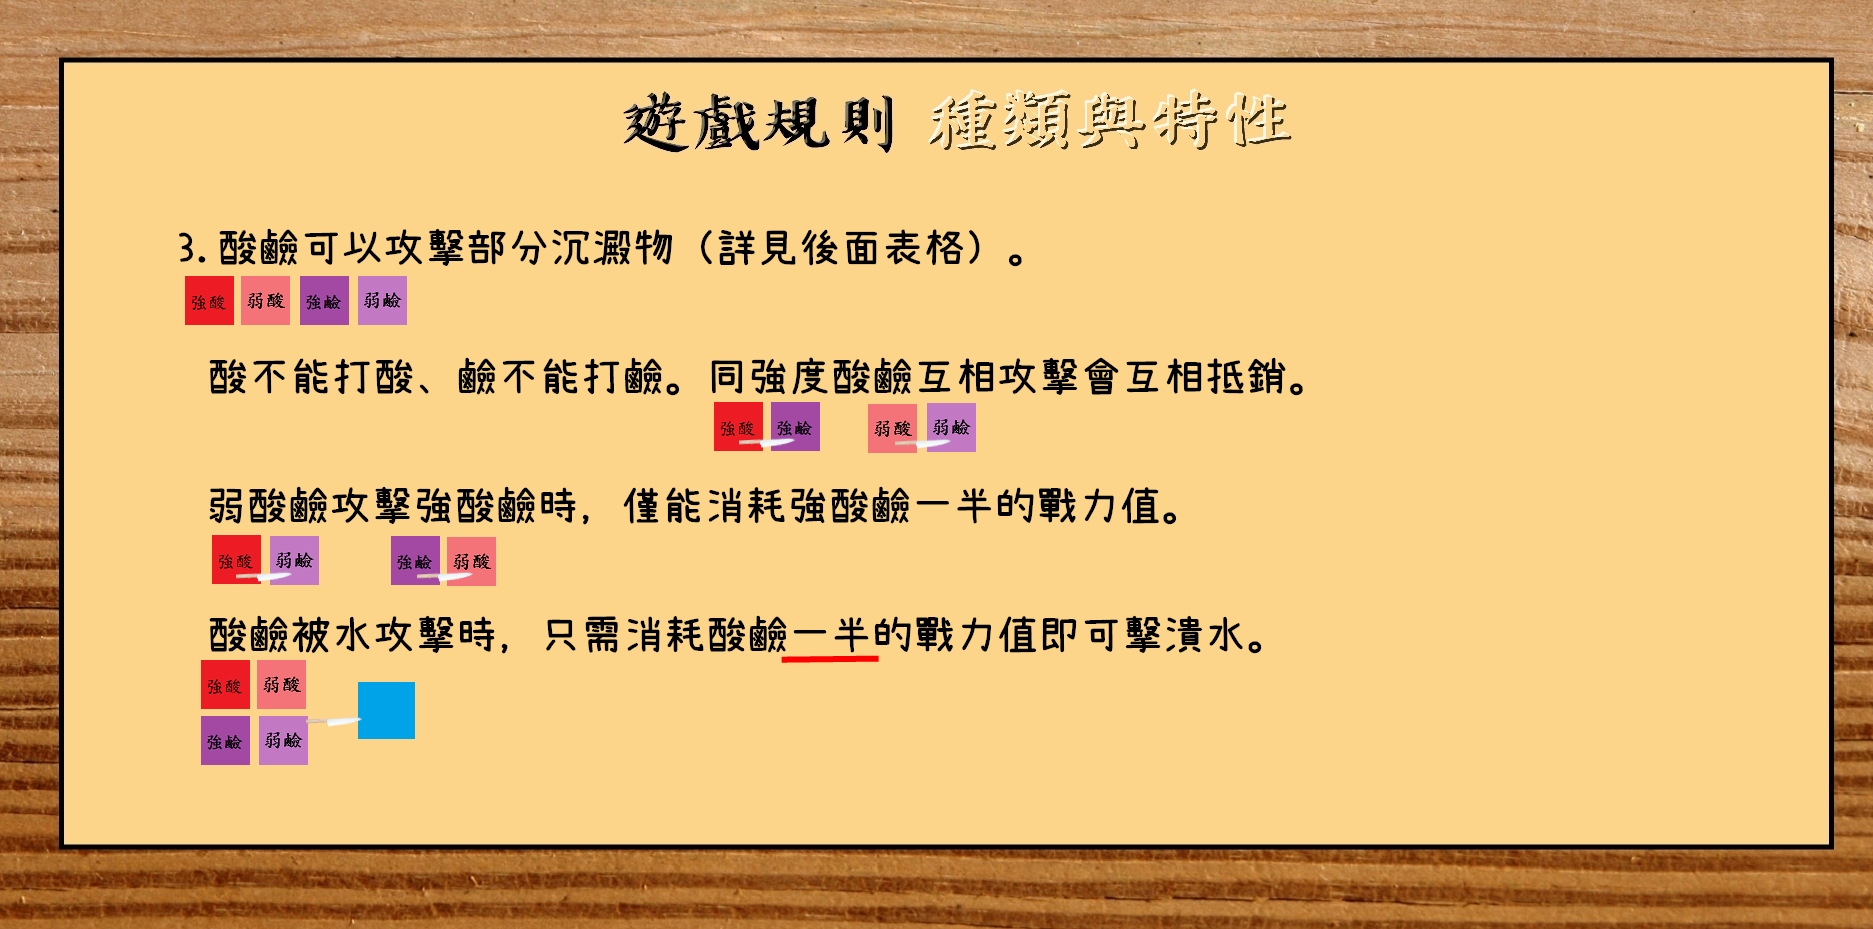 遊戲規則 種類與特性
3. 酸鹼可以攻擊部分沉澱物（詳見後面表格）。
強酸 弱酸 強鹼 弱鹼
酸不能打酸、鹼不能打鹼。同強度酸鹼互相攻擊會互相抵銷。
強酸 強鹼 弱酸 弱鹼
弱酸鹼攻擊強酸鹼時，僅能消耗強酸鹼一半的戰力值。
強酸 弱鹼 強鹼 弱酸
酸鹼被水攻擊時，只需消耗酸鹼一半的戰力值即可擊潰水。
強酸 弱酸
強鹼 弱鹼